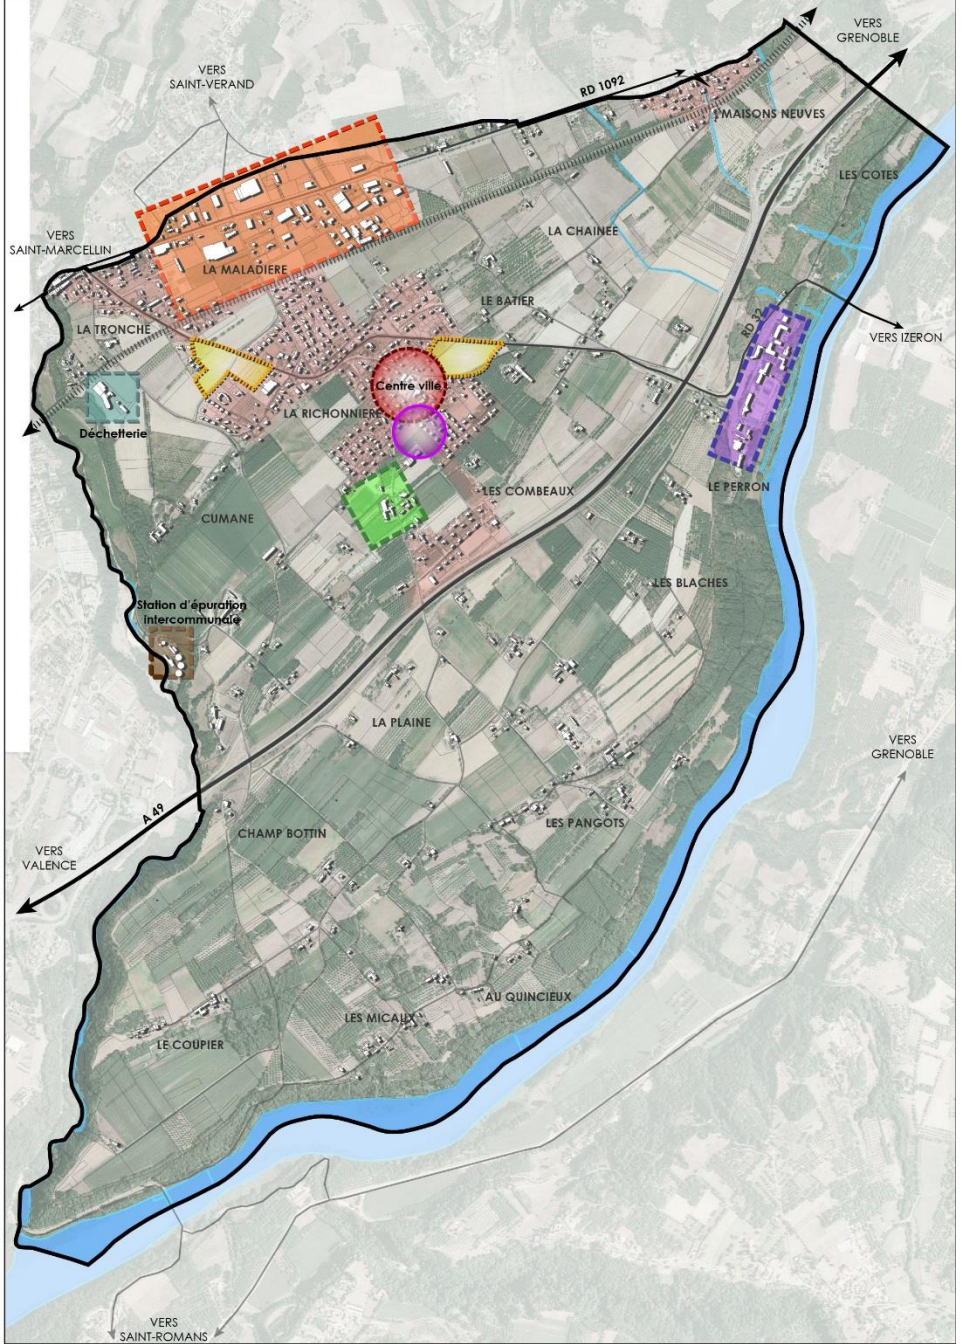 VERS
GRENOBLE
VERS
SAINT-VERAND
RD 1092
MAISONS NEUVES
LES COTES
VERS
SAINT-MARCELLIN
LA CHAINEE
LA MALADIERE
LE BATIER
LA TRONCHE
RD 32
VERS IZERON
Centre ville
LA RICHONNIERE
Déchetterie
LE PERRON
LES COMBEAUX
CUMANE
LES BLACHES
Station d'épuration
intercommunale
LA PLAINE
VERS
GRENOBLE
A 49
CHAMP BOTTIN
LES PANGOTS
VERS
VALENCE
AU QUINCIEUX
LES MICAUX
LE COUPIER
VERS
SAINT-ROMANS